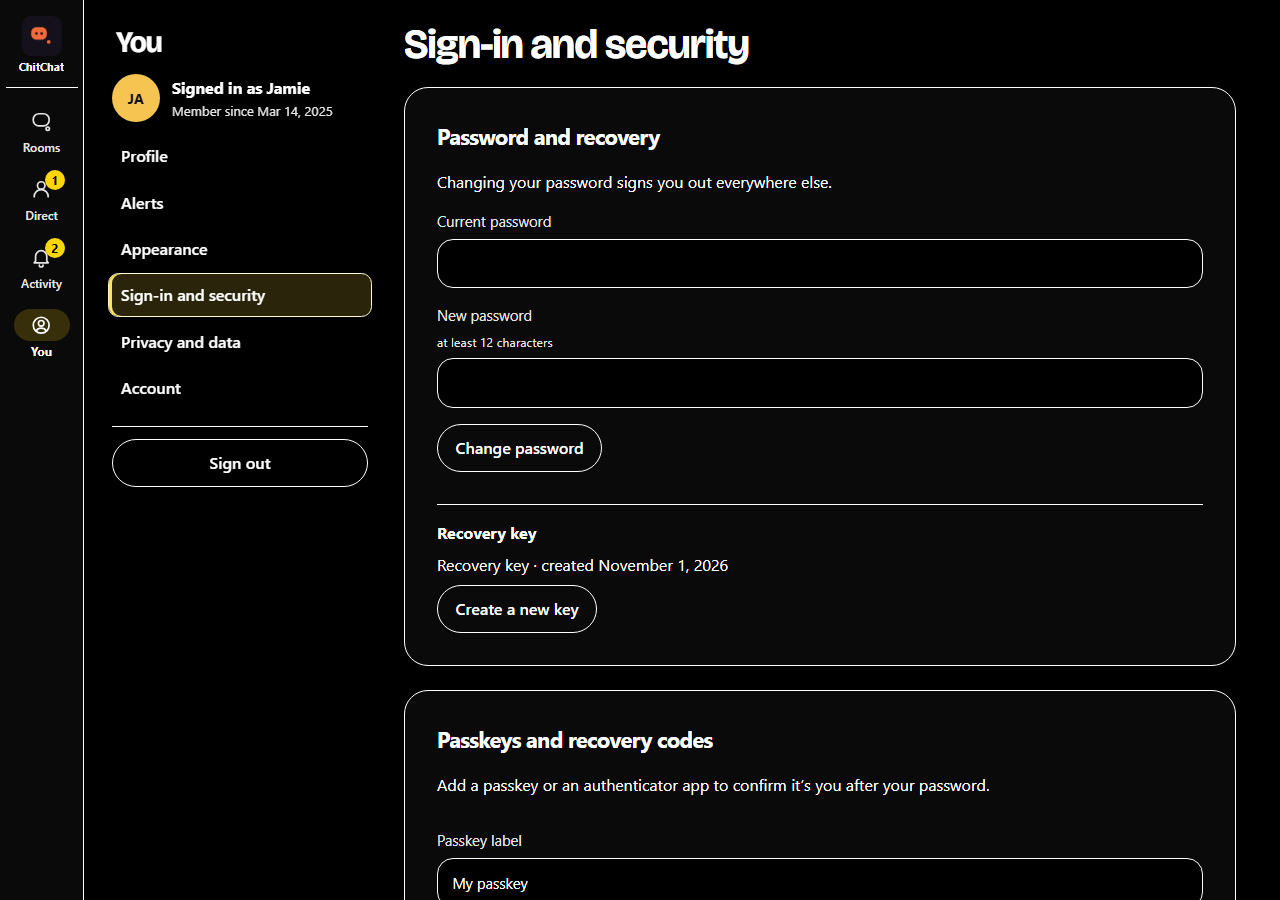 ChitChat
Rooms
1
Direct
2
Activity
You
You
JA
Signed in as Jamie
Member since Mar 14, 2025
Profile
Alerts
Appearance
Sign-in and security
Privacy and data
Account
Sign out
Sign-in and security
Password and recovery
Changing your password signs you out everywhere else.
Current password
New password
at least 12 characters
Change password
Recovery key
Recovery key · created November 1, 2026
Create a new key
Passkeys and recovery codes
Add a passkey or an authenticator app to confirm it’s you after your password.
Passkey label
My passkey